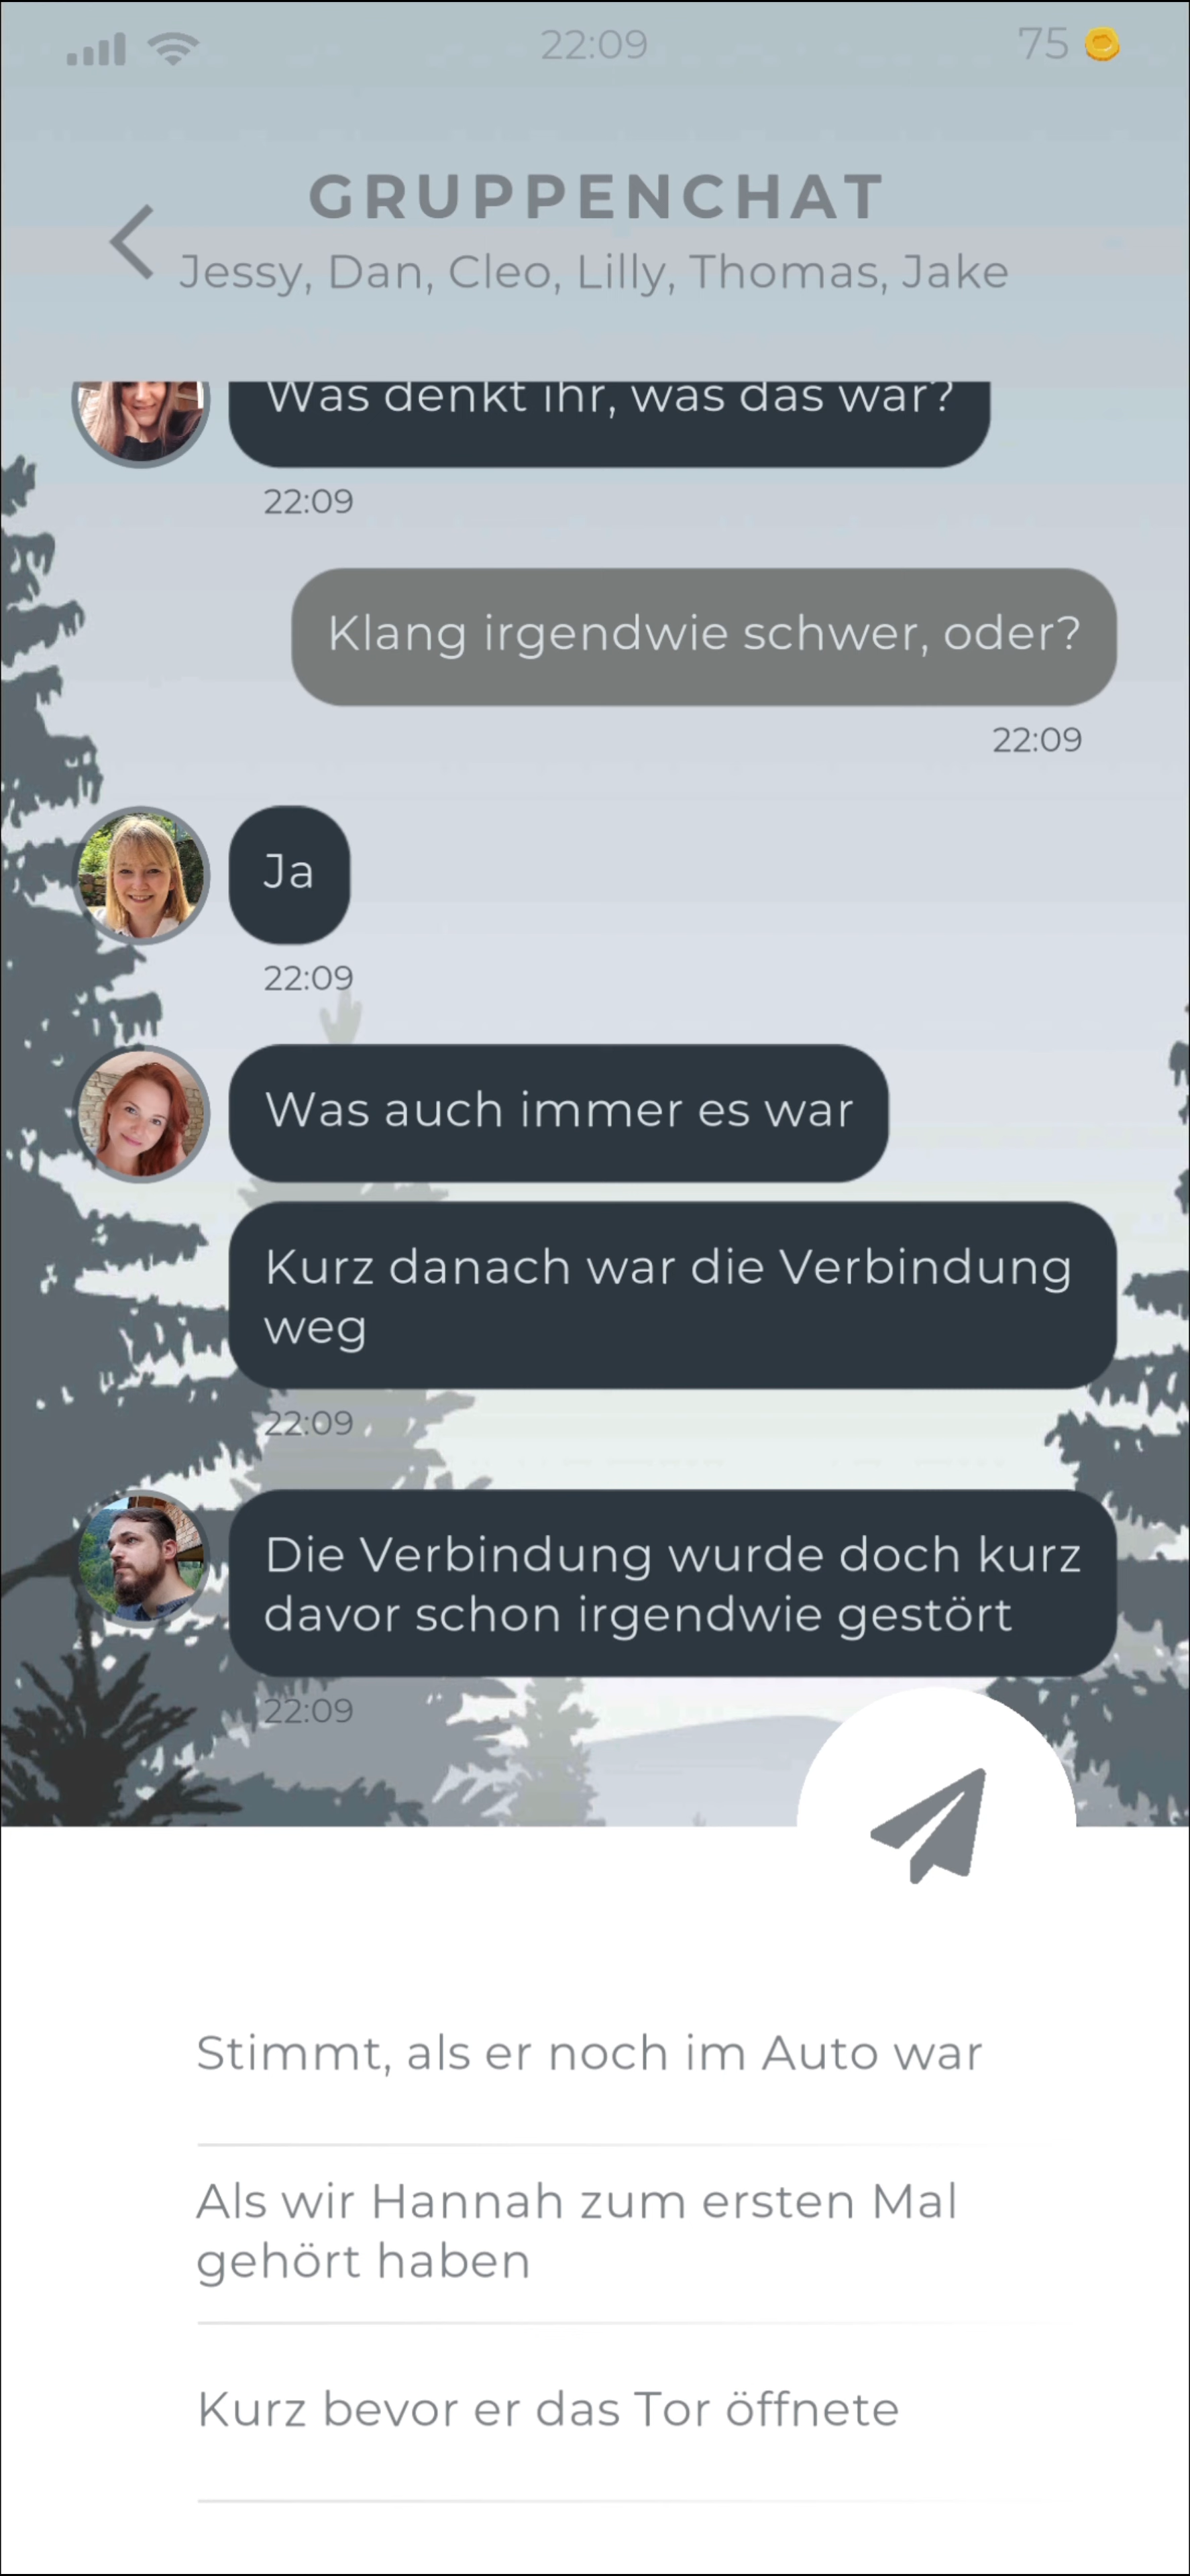 22:09
75
GRUPPENCHAT
Jessy, Dan, Cleo, Lilly, Thomas, Jake
Was denkt ihr, was das war?
22:09
Klang irgendwie schwer, oder?
22:09
Ja
22:09
Was auch immer es war
Kurz danach war die Verbindung
weg
22:09
Die Verbindung wurde doch kurz
davor schon irgendwie gestört
22:09
Stimmt, als er noch im Auto war
Als wir Hannah zum ersten Mal
gehört haben
Kurz bevor er das Tor öffnete